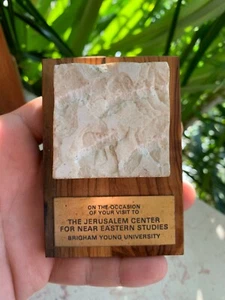 ON THE OCCASION
OF YOUR VISIT TO
THE JERUSALEM CENTER
FOR NEAR EASTERN STUDIES
BRIGHAM YOUNG UNIVERSITY